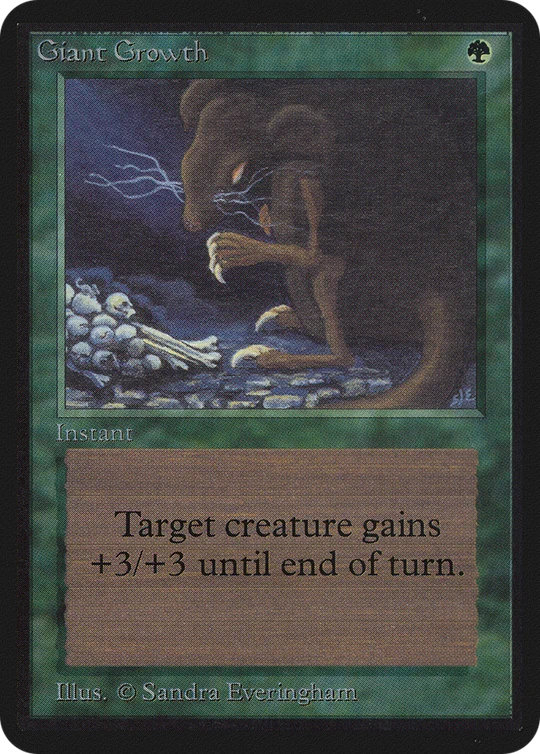 Giant Growth
Instant
Target creature gains
+3/+3 until end of turn.
Illus. © Sandra Everingham